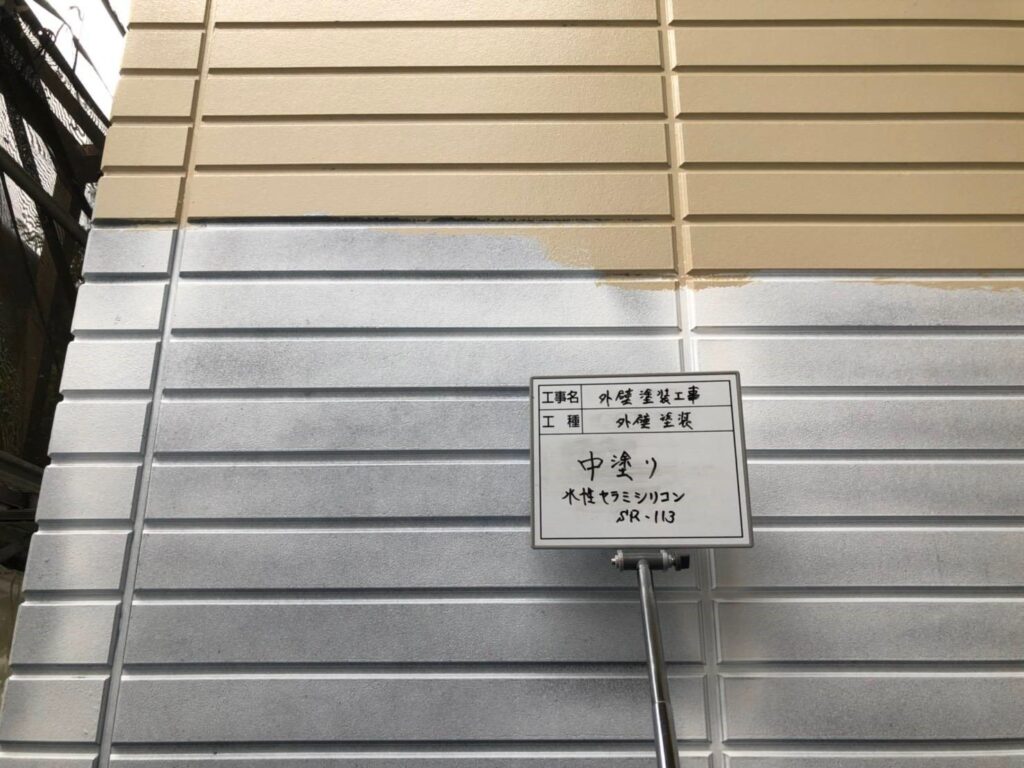 工事名 外壁塗装工事
工種 外壁塗装
中塗り
水性セラミシリコン
SR-113